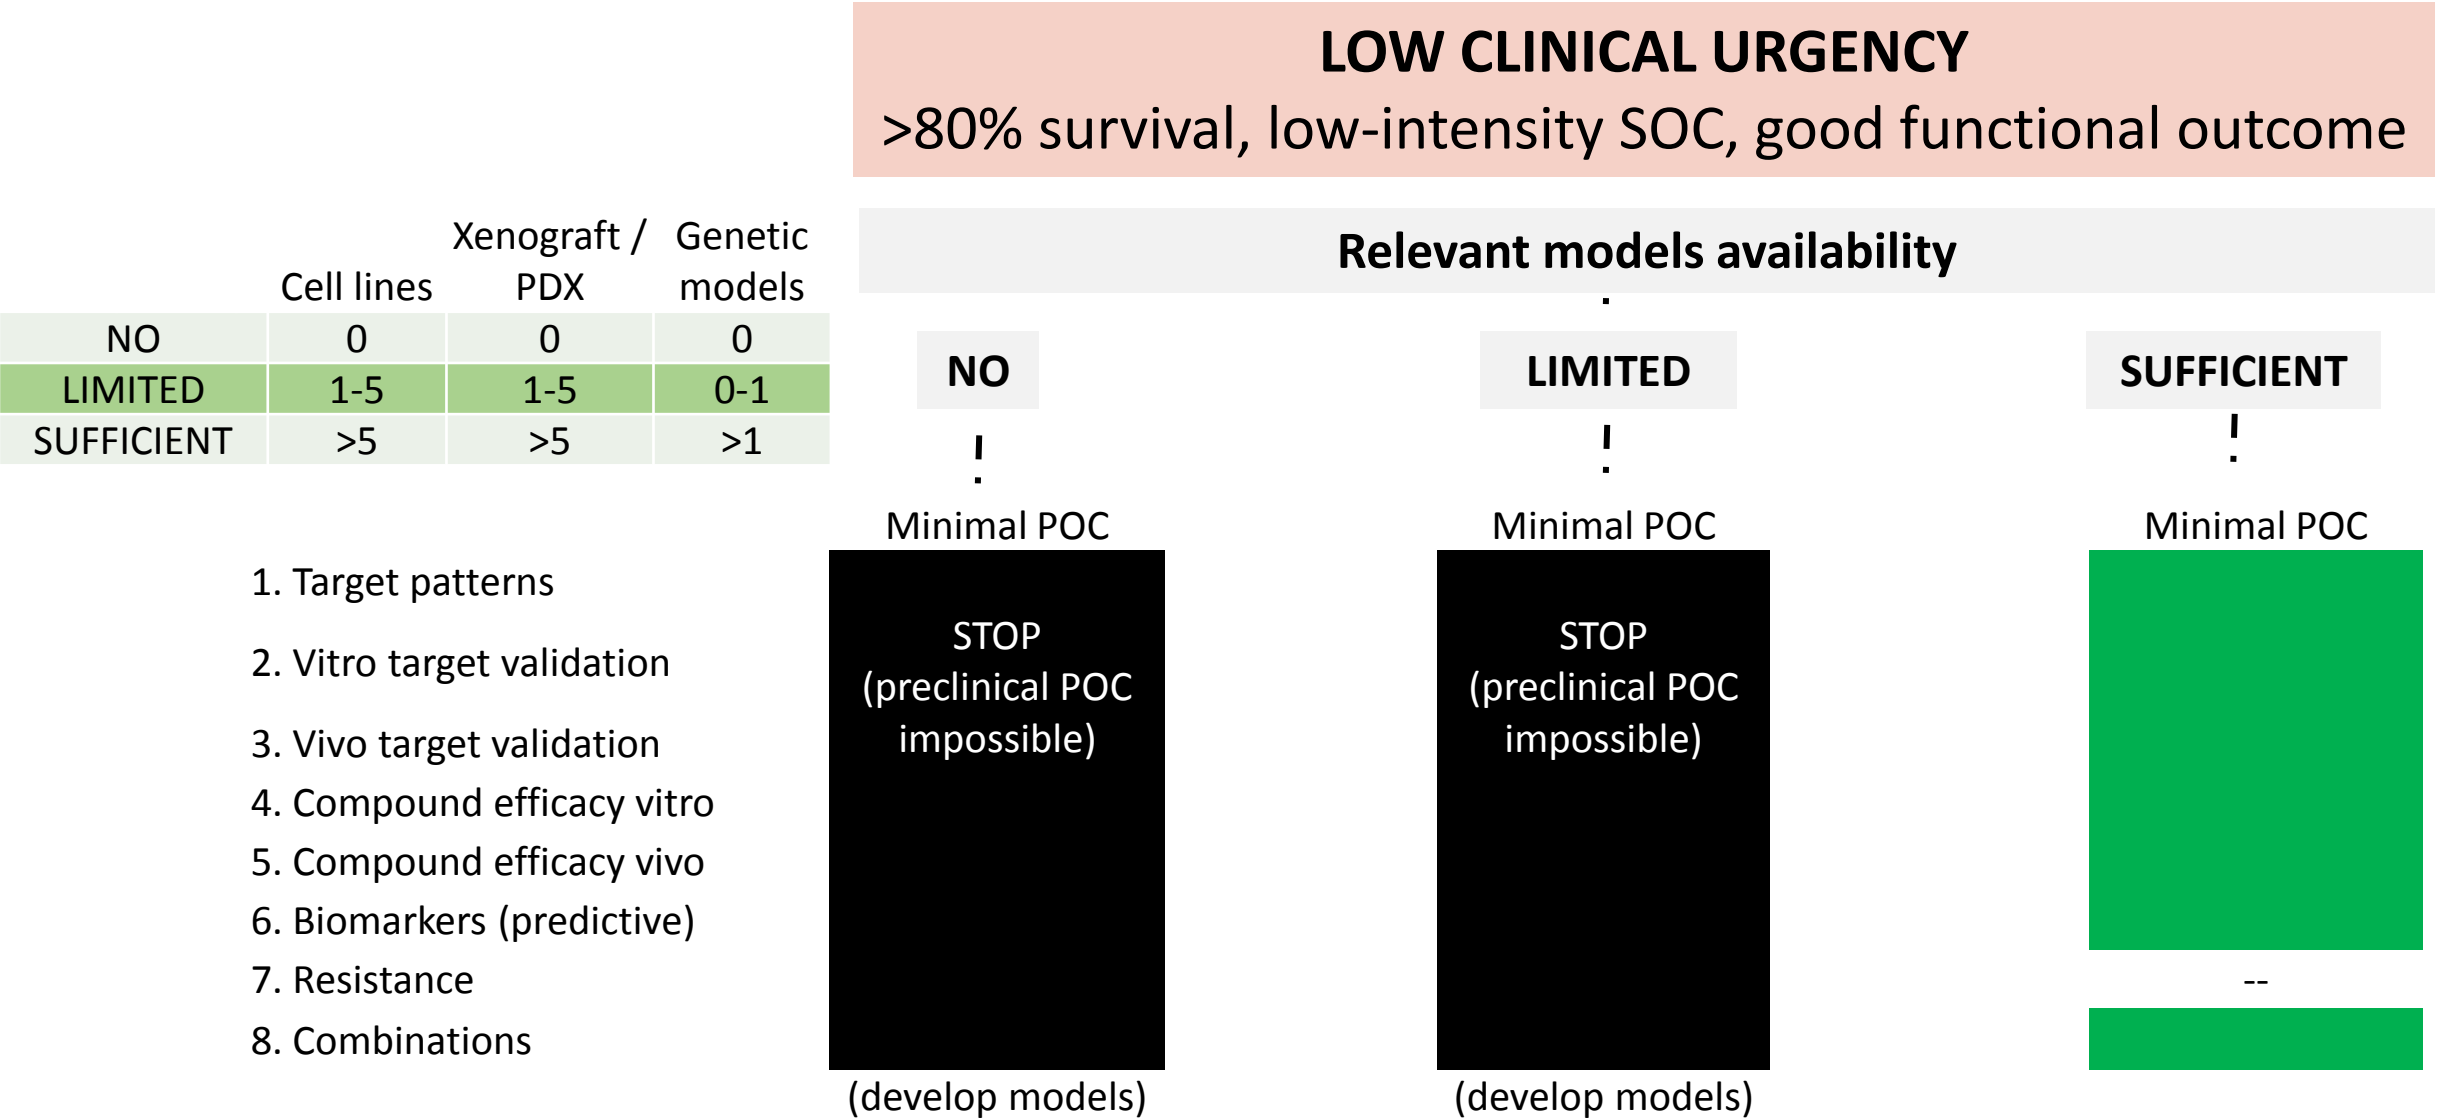 LOW CLINICAL URGENCY
>80% survival, low-intensity SOC, good functional outcome
Relevant models availability
Cell lines Xenograft / PDX Genetic models
NO 0 0 0
LIMITED 1-5 1-5 0-1
SUFFICIENT >5 >5 >1
NO LIMITED SUFFICIENT
Minimal POC Minimal POC Minimal POC
1. Target patterns
2. Vitro target validation
3. Vivo target validation
4. Compound efficacy vitro
5. Compound efficacy vivo
6. Biomarkers (predictive)
7. Resistance
8. Combinations
STOP
(preclinical POC
impossible)
(develop models)
STOP
(preclinical POC
impossible)
(develop models)
--